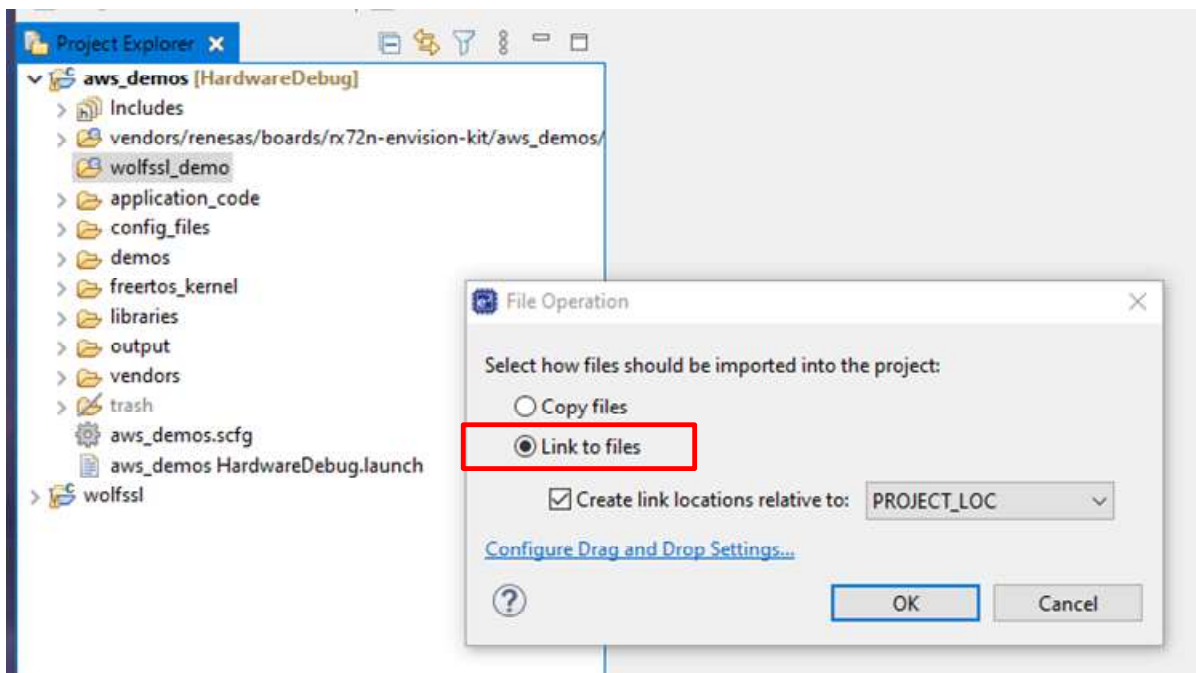 Project Explorer
aws_demos [HardwareDebug]
Includes
vendors/renesas/boards/rx72n-envision-kit/aws_demos/
wolfssl_demo
application_code
config_files
demos
freertos_kernel
libraries
output
vendors
trash
aws_demos.scfg
aws_demos HardwareDebug.launch
wolfssl
File Operation
Select how files should be imported into the project:
Copy files
Link to files
Create link locations relative to: PROJECT_LOC
Configure Drag and Drop Settings...
? OK Cancel